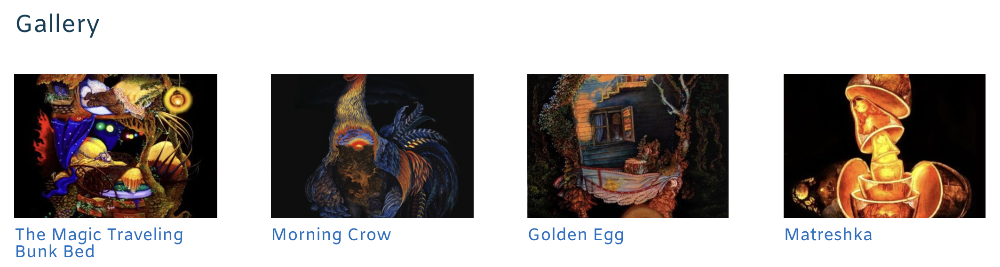 Gallery
The Magic Traveling
Bunk Bed
Morning Crow
Golden Egg
Matreshka